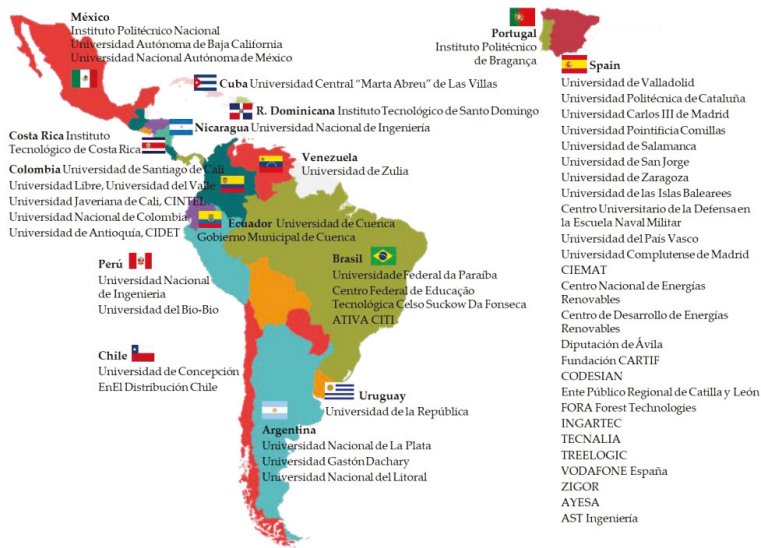 México
Instituto Politécnico Nacional
Universidad Autónoma de Baja California
Universidad Nacional Autónoma de México
Cuba Universidad Central “Marta Abreu” de Las Villas
R. Dominicana Instituto Tecnológico de Santo Domingo
Nicaragua Universidad Nacional de Ingeniería
Costa Rica Instituto
Tecnológico de Costa Rica
Venezuela
Universidad de Zulia
Colombia Universidad de Santiago de Cali
Universidad Libre, Universidad del Valle
Universidad Javeriana de Cali, CINTEL
Universidad Nacional de Colombia,
Universidad de Antioquía, CIDET
Ecuador Universidad de Cuenca
Gobierno Municipal de Cuenca
Perú
Universidad Nacional
de Ingenieria
Universidad del Bio-Bio
Brasil
Universidade Federal da Paraíba
Centro Federal de Educação
Tecnológica Celso Suckow Da Fonseca
ATIVA CITI
Chile
Universidad de Concepción
EnEl Distribución Chile
Uruguay
Universidad de la República
Argentina
Universidad Nacional de La Plata
Universidad Gastón Dachary
Universidad Nacional del Litoral
Portugal
Instituto Politécnico
de Bragança
Spain
Universidad de Valladolid
Universidad Politécnica de Cataluña
Universidad Carlos III de Madrid
Universidad Pointificia Comillas
Universidad de Salamanca
Universidad de San Jorge
Universidad de Zaragoza
Universidad de las Islas Balearees
Centro Universitario de la Defensa en
la Escuela Naval Militar
Universidad del País Vasco
Universidad Complutense de Madrid
CIEMAT
Centro Nacional de Energías
Renovables
Centro de Desarrollo de Energías
Renovables
Diputación de Ávila
Fundación CARTIF
CODESIAN
Ente Público Regional de Catilla y León
FORA Forest Technologies
INGARTEC
TECNALIA
TREELOGIC
VODAFONE España
ZIGOR
AYESA
AST Ingeniería